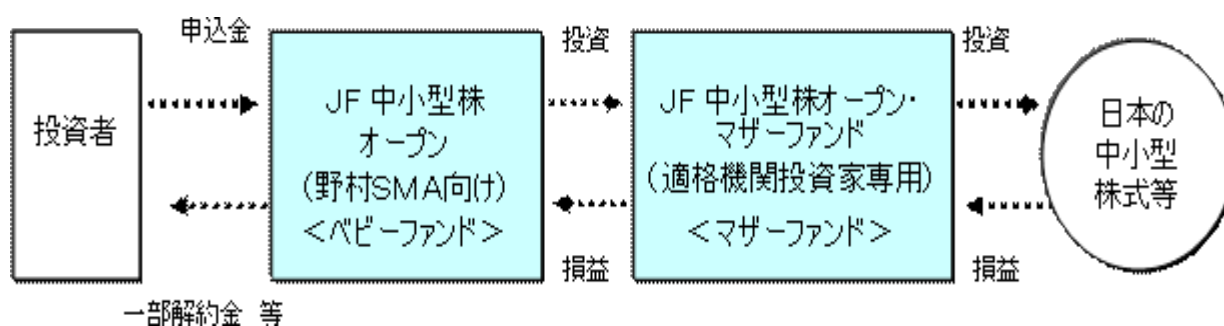 申込金
投資
投資
投資者
JF 中小型株
オープン
(野村SMA向け)
<ベビーファンド>
JF 中小型株オープン・
マザーファンド
(適格機関投資家専用)
<マザーファンド>
日本の
中小型
株式等
損益
損益
一部解約金 等